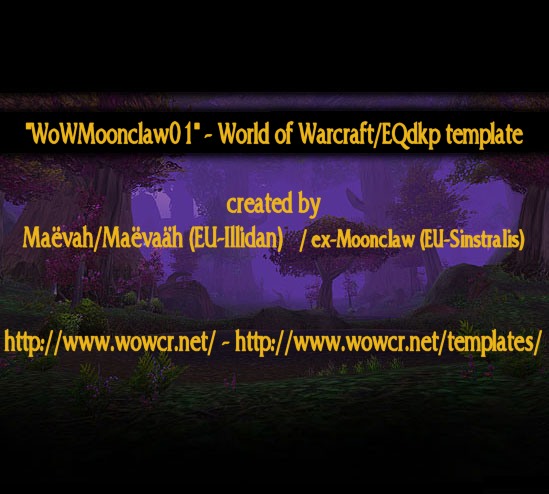 "WoWMoonclaw01" - World of Warcraft/EQdkp template
created by
Maëvah/Maëvaäh (EU-Illidan) / ex-Moonclaw (EU-Sinstralis)
http://www.wowcr.net/ - http://www.wowcr.net/templates/